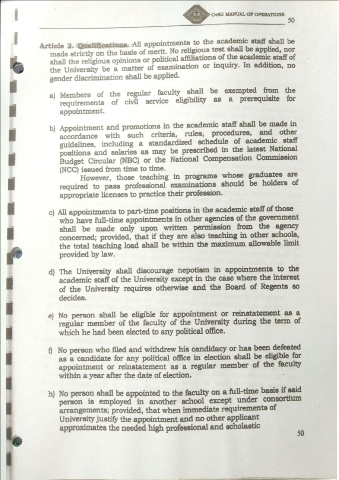 CHSU MANUAL OF OPERATIONS
50
Article 2. Qualifications. All appointments to the academic staff shall be
made strictly on the basis of merit. No religious test shall be applied, nor
shall the religious opinions or political affiliations of the academic staff of
the University be a matter of examination or inquiry. In addition, no
gender discrimination shall be applied.
a) Members of the regular faculty shall be exempted from the
requirements of civil service eligibility as a prerequisite for
appointment.
b) Appointment and promotions in the academic staff shall be made in
accordance with such criteria, rules, procedures, and other
guidelines, including a standardized schedule of academic staff
positions and salaries as may be prescribed in the latest National
Budget Circular (NBC) or the National Compensation Commission
(NCC) issued from time to time.
However, those teaching in programs whose graduates are
required to pass professional examinations should be holders of
appropriate licenses to practice their profession.
c) All appointments to part-time positions in the academic staff of those
who have full-time appointments in other agencies of the government
shall be made only upon written permission from the agency
concerned; provided, that if they are also teaching in other schools,
the total teaching load shall be within the maximum allowable limit
provided by law.
d) The University shall discourage nepotism in appointments to the
academic staff of the University except in the case where the interest
of the University requires otherwise and the Board of Regents so
decides.
e) No person shall be eligible for appointment or reinstatement as a
regular member of the faculty of the University during the term of
which he had been elected to any political office.
f) No person who filed and withdrew his candidacy or has been defeated
as a candidate for any political office in election shall be eligible for
appointment or reinstatement as a regular member of the faculty
within a year after the date of election.
h) No person shall be appointed to the faculty on a full-time basis if said
person is employed in another school except under consortium
arrangements; provided, that when immediate requirements of
University justify the appointment and no other applicant
approximates the needed high professional and scholastic
50